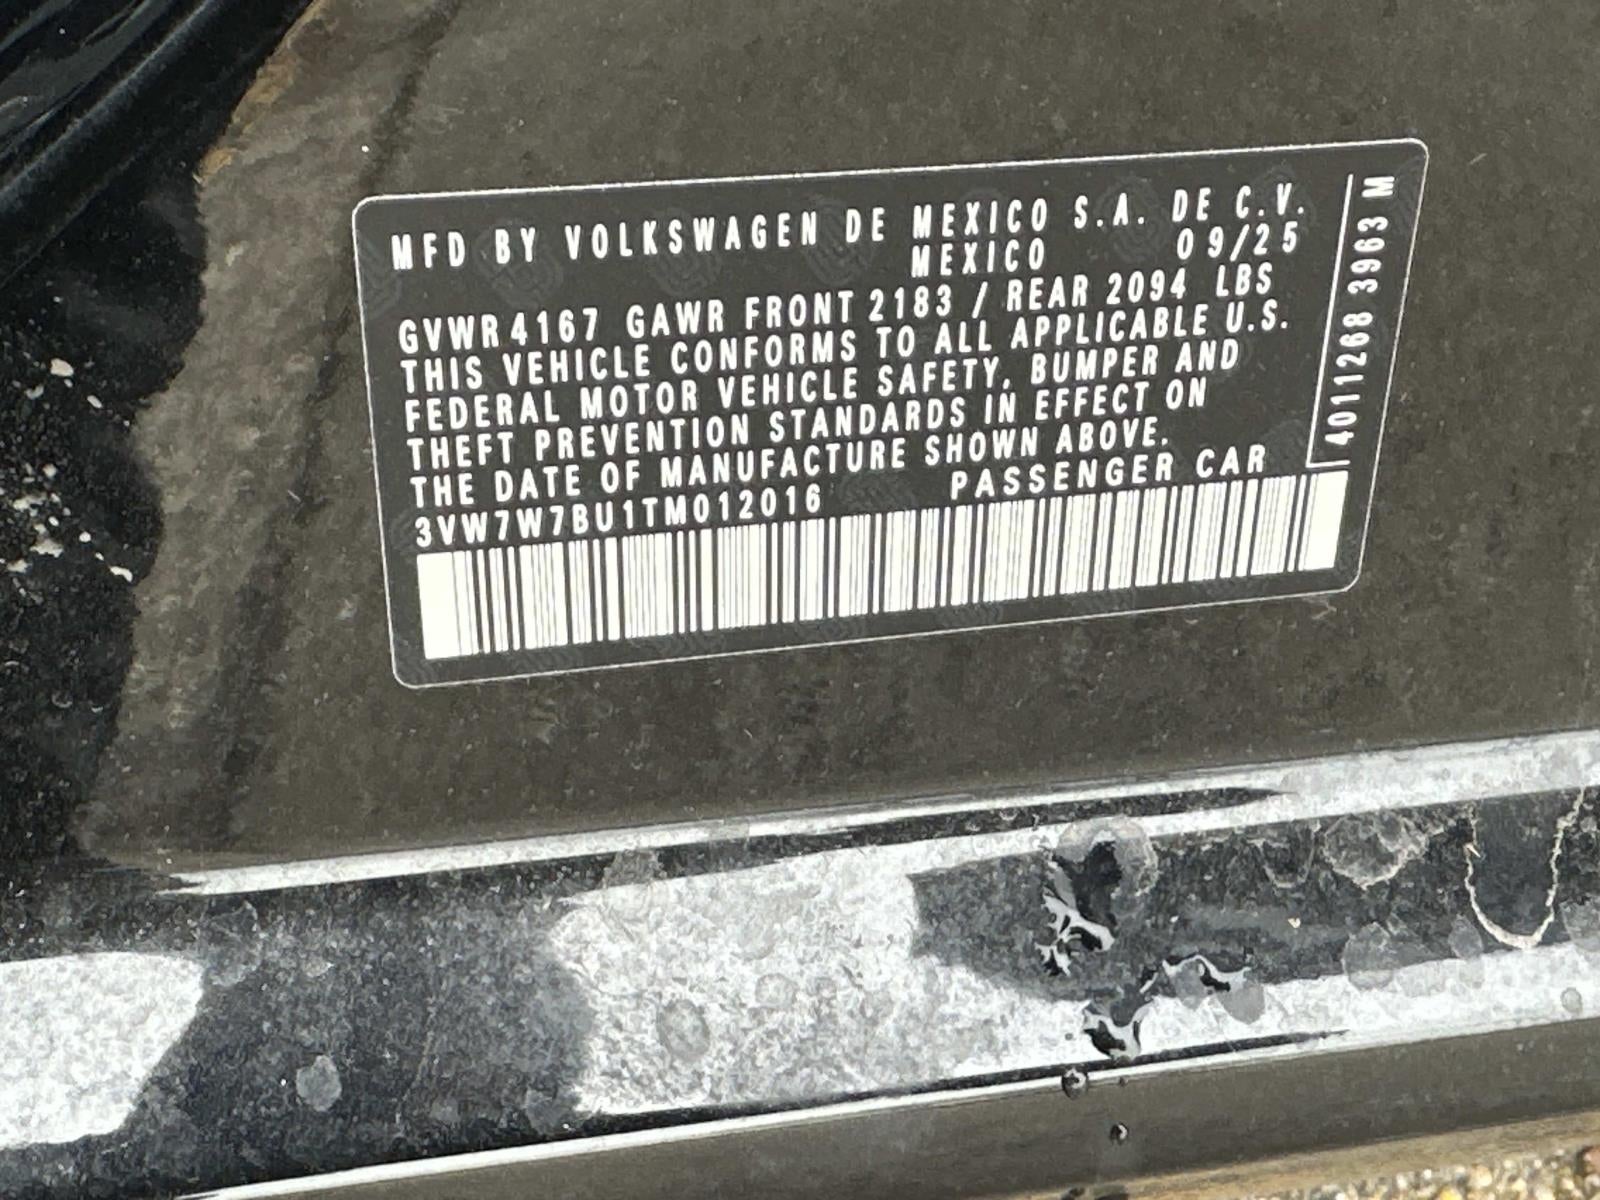 MFD BY VOLKSWAGEN DE MEXICO S.A. DE C.V.
MEXICO 09/25
GVWR 4167 GAWR FRONT 2183 / REAR 2094 LBS
THIS VEHICLE CONFORMS TO ALL APPLICABLE U.S.
FEDERAL MOTOR VEHICLE SAFETY, BUMPER AND
THEFT PREVENTION STANDARDS IN EFFECT ON
THE DATE OF MANUFACTURE SHOWN ABOVE.
3VW7W7BU1TM012016 PASSENGER CAR
4011268 3963 M